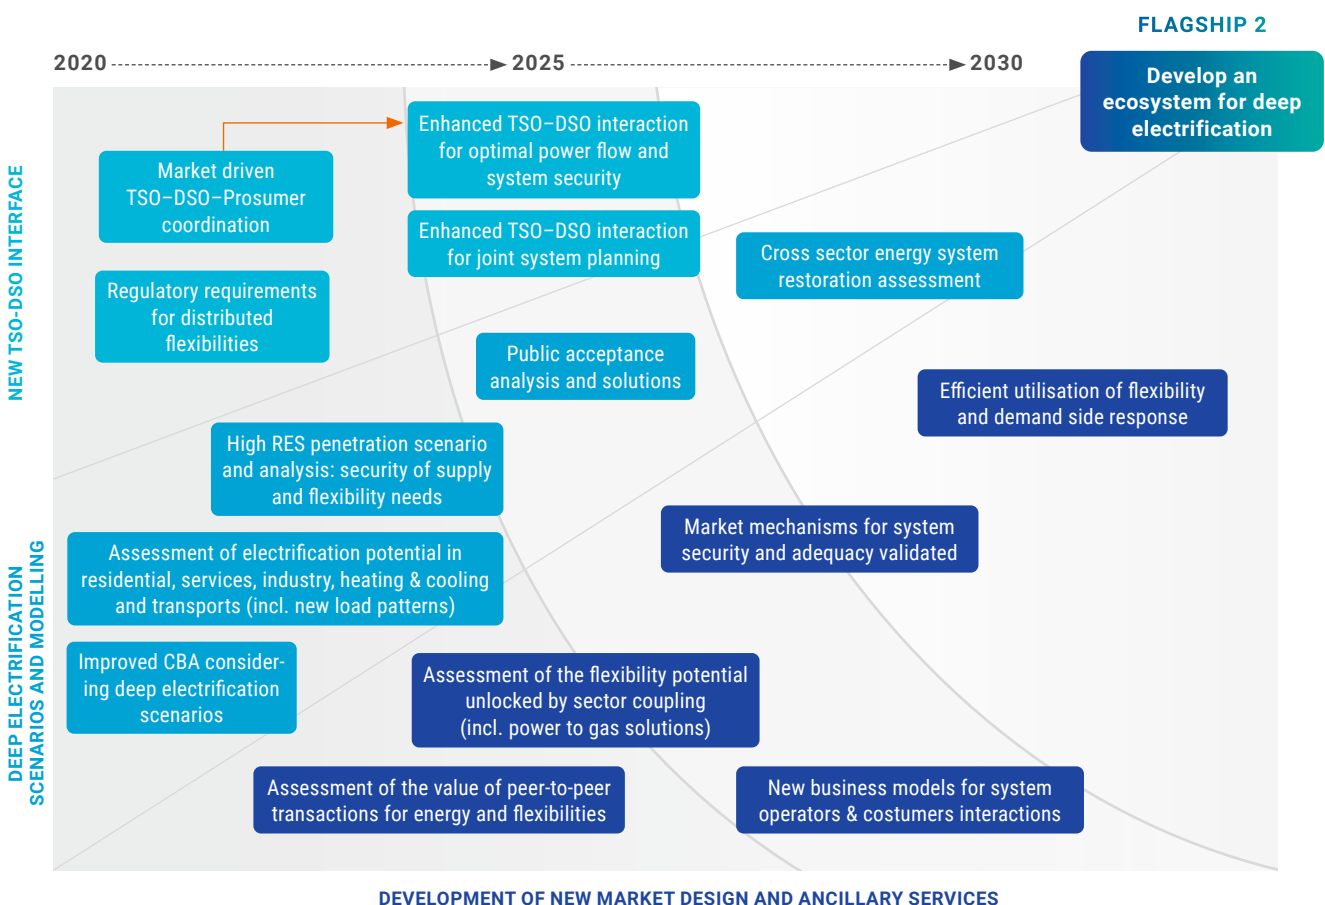 FLAGSHIP 2
2020
2025
2030
Develop an
ecosystem for deep
electrification
NEW TSO-DSO INTERFACE
Market driven
TSO–DSO–Prosumer
coordination
Enhanced TSO–DSO interaction
for optimal power flow and
system security
Enhanced TSO–DSO interaction
for joint system planning
Regulatory requirements
for distributed
flexibilities
Cross sector energy system
restoration assessment
Public acceptance
analysis and solutions
Efficient utilisation of flexibility
and demand side response
High RES penetration scenario
and analysis: security of supply
and flexibility needs
Market mechanisms for system
security and adequacy validated
DEEP ELECTRIFICATION
SCENARIOS AND MODELLING
Assessment of electrification potential in
residential, services, industry, heating & cooling
and transports (incl. new load patterns)
Improved CBA consider-
ing deep electrification
scenarios
Assessment of the flexibility potential
unlocked by sector coupling
(incl. power to gas solutions)
Assessment of the value of peer-to-peer
transactions for energy and flexibilities
New business models for system
operators & costumers interactions
DEVELOPMENT OF NEW MARKET DESIGN AND ANCILLARY SERVICES